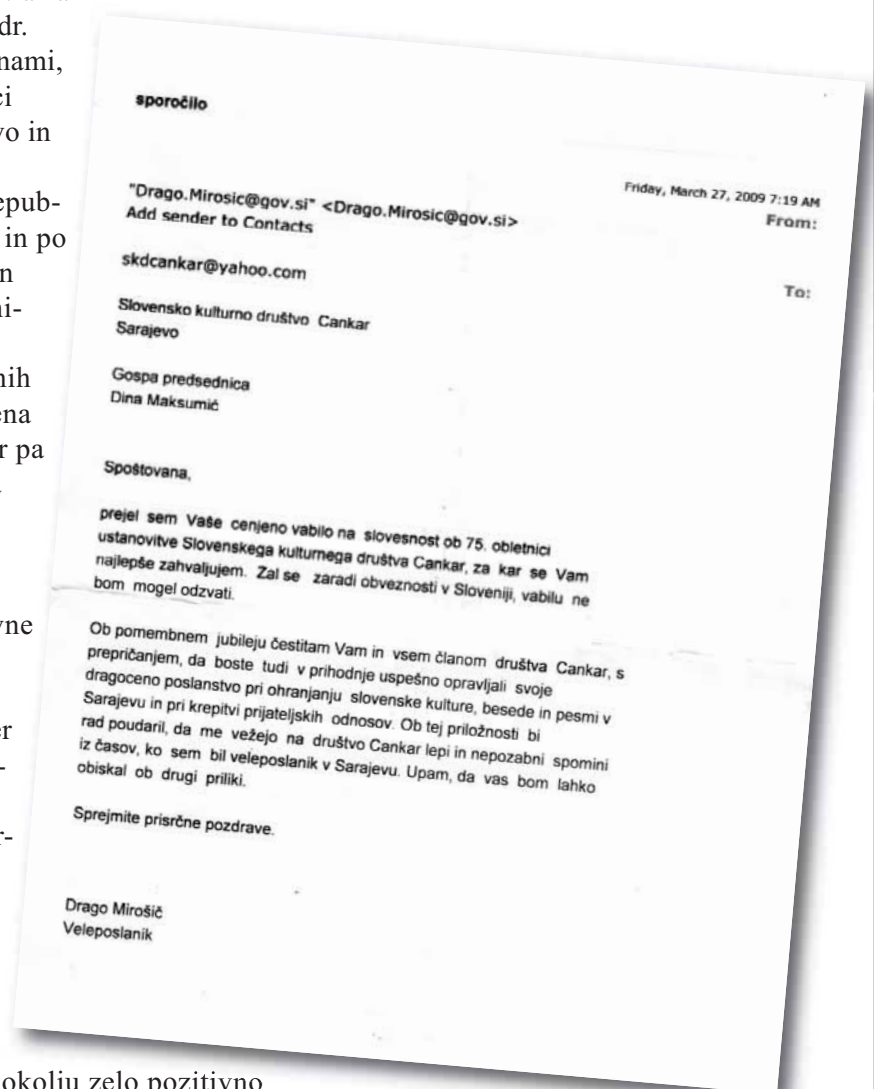 dr.
nami,
ci
vo in
epub-
in po
n
ni-
nih
ena
r pa
vne
er
-
r-
sporočilo
Friday, March 27, 2009 7:19 AM
"Drago.Mirosic@gov.si" <Drago.Mirosic@gov.si> From:
Add sender to Contacts
skdcankar@yahoo.com To:
Slovensko kulturno društvo Cankar
Sarajevo
Gospa predsednica
Dina Maksumić
Spoštovana,
prejel sem Vaše cenjeno vabilo na slovesnost ob 75. obletnici
ustanovitve Slovenskega kulturnega društva Cankar, za kar se Vam
najlepše zahvaljujem. Zal se zaradi obveznosti v Sloveniji, vabilu ne
bom mogel odzvati.
Ob pomembnem jubileju čestitam Vam in vsem članom društva Cankar, s
prepričanjem, da boste tudi v prihodnje uspešno opravljali svoje
dragoceno poslanstvo pri ohranjanju slovenske kulture, besede in pesmi v
Sarajevu in pri krepitvi prijateljskih odnosov. Ob tej priložnosti bi
rad poudaril, da me vežejo na društvo Cankar lepi in nepozabni spomini
iz časov, ko sem bil veleposlanik v Sarajevu. Upam, da vas bom lahko
obiskal ob drugi priliki.
Sprejmite prisrčne pozdrave.
Drago Mirošič
Veleposlanik
okolju zelo pozitivno